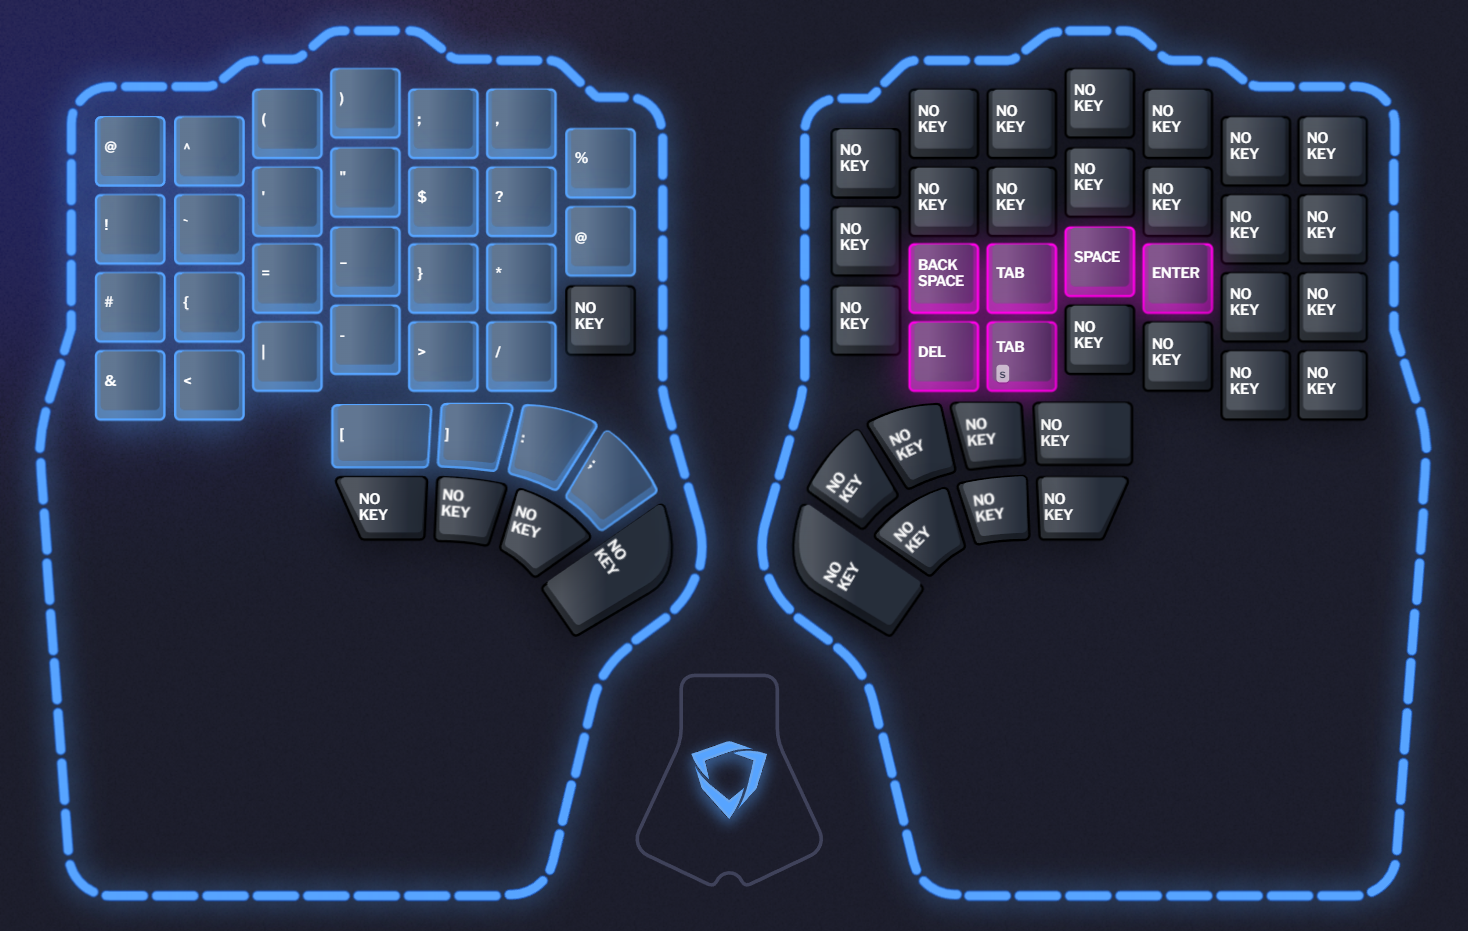 @ ^ ( ) ; , %
! ` ' " $ ? @
# { = _ } * NO KEY
& < | - > /
[ ] : ;
NO KEY NO KEY NO KEY NO KEY
NO KEY NO KEY NO KEY NO KEY NO KEY NO KEY NO KEY
NO KEY NO KEY NO KEY NO KEY NO KEY NO KEY NO KEY
NO KEY BACK SPACE TAB SPACE ENTER NO KEY NO KEY
DEL TAB s NO KEY NO KEY NO KEY NO KEY
NO KEY NO KEY NO KEY NO KEY
NO KEY NO KEY NO KEY NO KEY